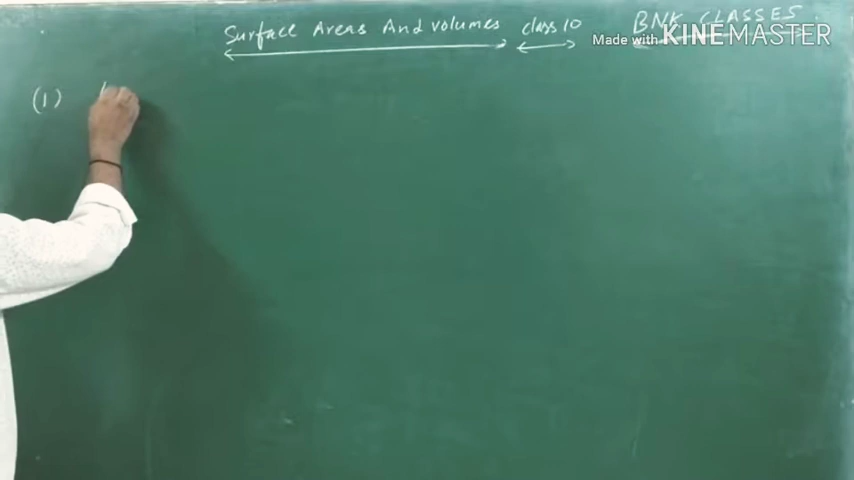 Surface Areas And volumes class 10 BNK CLASSES
Made with KINEMASTER
(1)